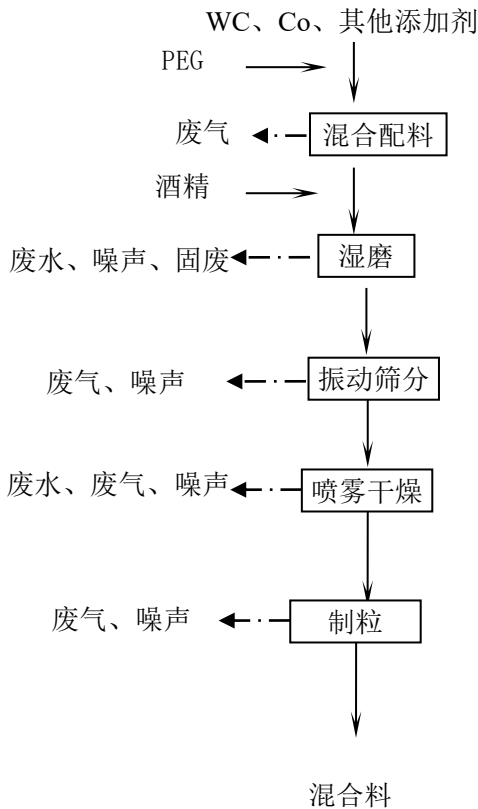 WC、Co、其他添加剂
PEG
废气
混合配料
酒精
废水、噪声、固废
湿磨
废气、噪声
振动筛分
废水、废气、噪声
喷雾干燥
废气、噪声
制粒
混合料